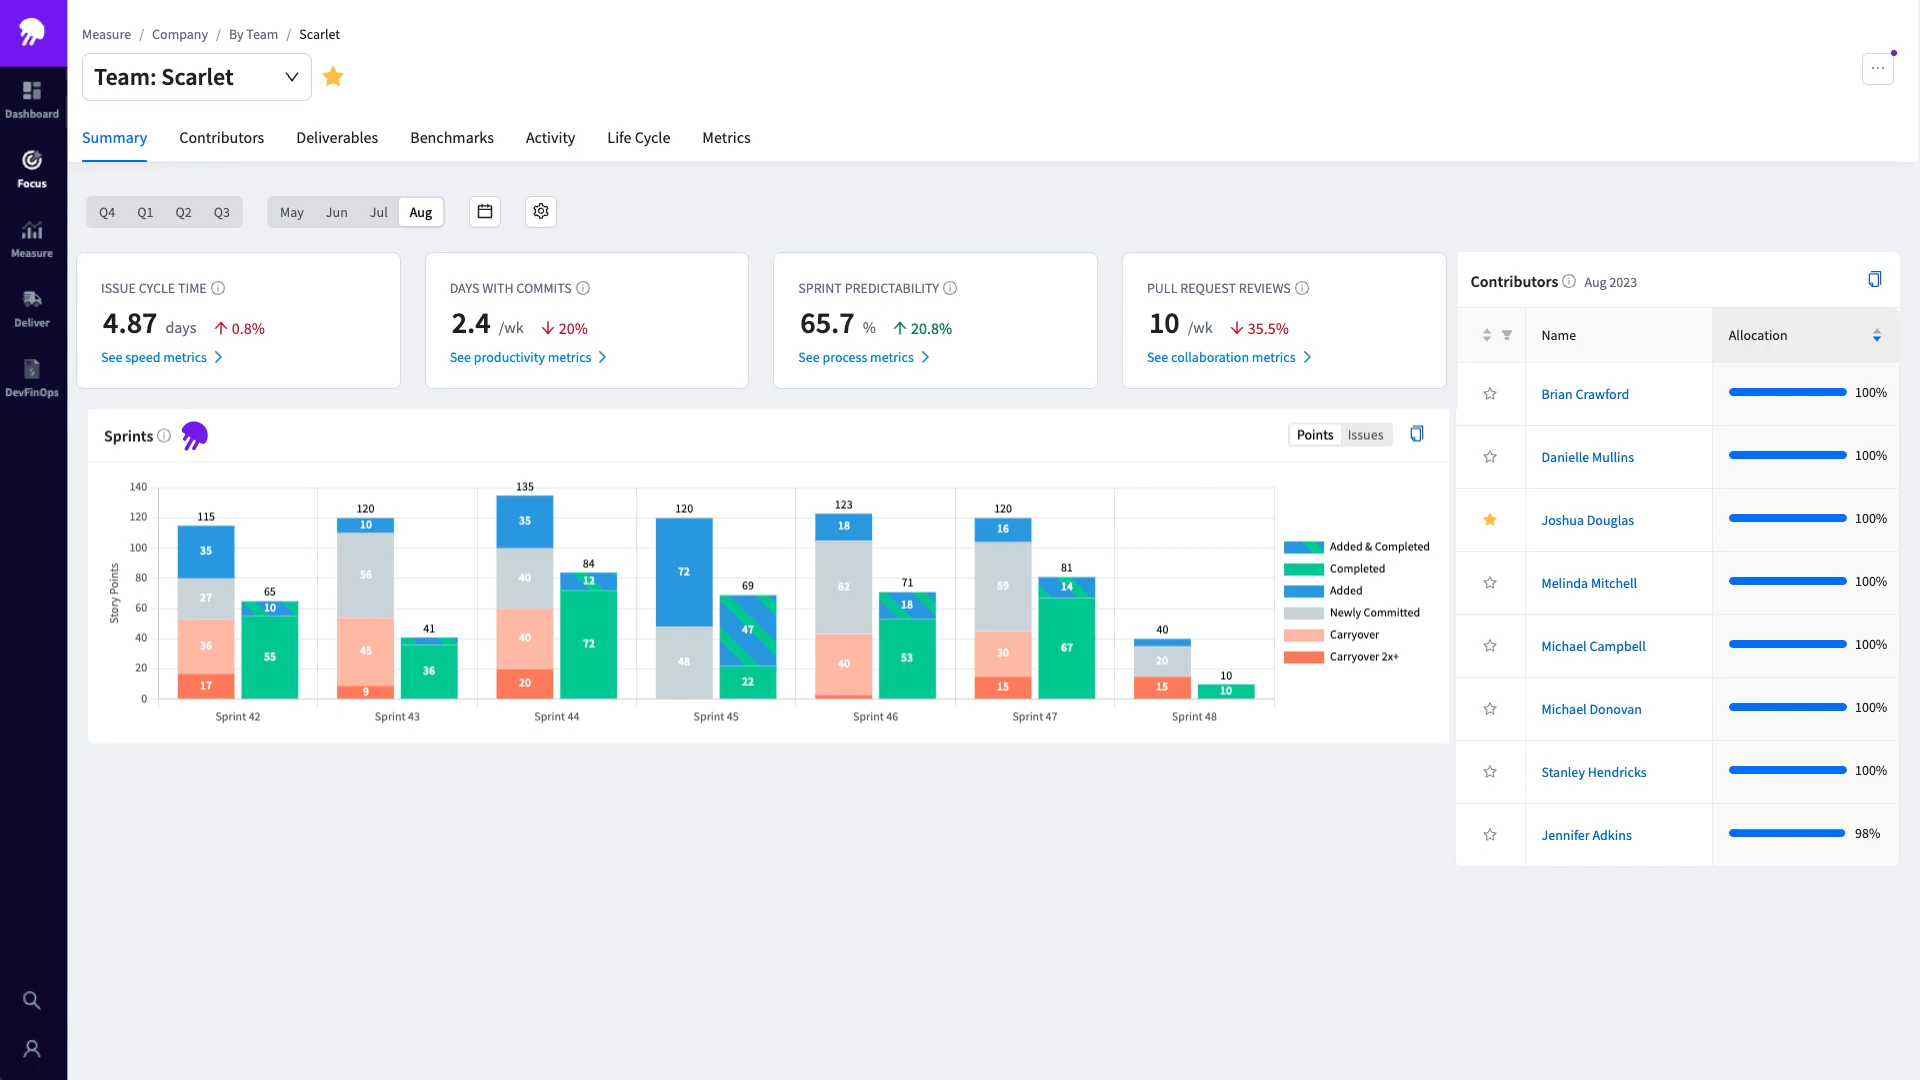 Measure / Company / By Team / Scarlet
Team: Scarlet
Dashboard
Focus
Measure
Deliver
DevFinOps
Summary Contributors Deliverables Benchmarks Activity Life Cycle Metrics
Q4 Q1 Q2 Q3 May Jun Jul Aug
ISSUE CYCLE TIME
4.87 days 0.8%
See speed metrics
DAYS WITH COMMITS
2.4 /wk 20%
See productivity metrics
SPRINT PREDICTABILITY
65.7 % 20.8%
See process metrics
PULL REQUEST REVIEWS
10 /wk 35.5%
See collaboration metrics
Sprints
Points Issues
Story Points
140
120
100
80
60
40
20
0
115
35
27
36
17
65
10
55
Sprint 42
120
10
56
45
9
41
36
Sprint 43
135
35
40
40
20
84
12
72
Sprint 44
120
72
48
69
47
22
Sprint 45
123
18
62
40
71
18
53
Sprint 46
120
16
59
30
15
81
14
67
Sprint 47
40
20
15
10
10
Sprint 48
Added & Completed
Completed
Added
Newly Committed
Carryover
Carryover 2x+
Contributors Aug 2023
Name Allocation
Brian Crawford 100%
Danielle Mullins 100%
Joshua Douglas 100%
Melinda Mitchell 100%
Michael Campbell 100%
Michael Donovan 100%
Stanley Hendricks 100%
Jennifer Adkins 98%